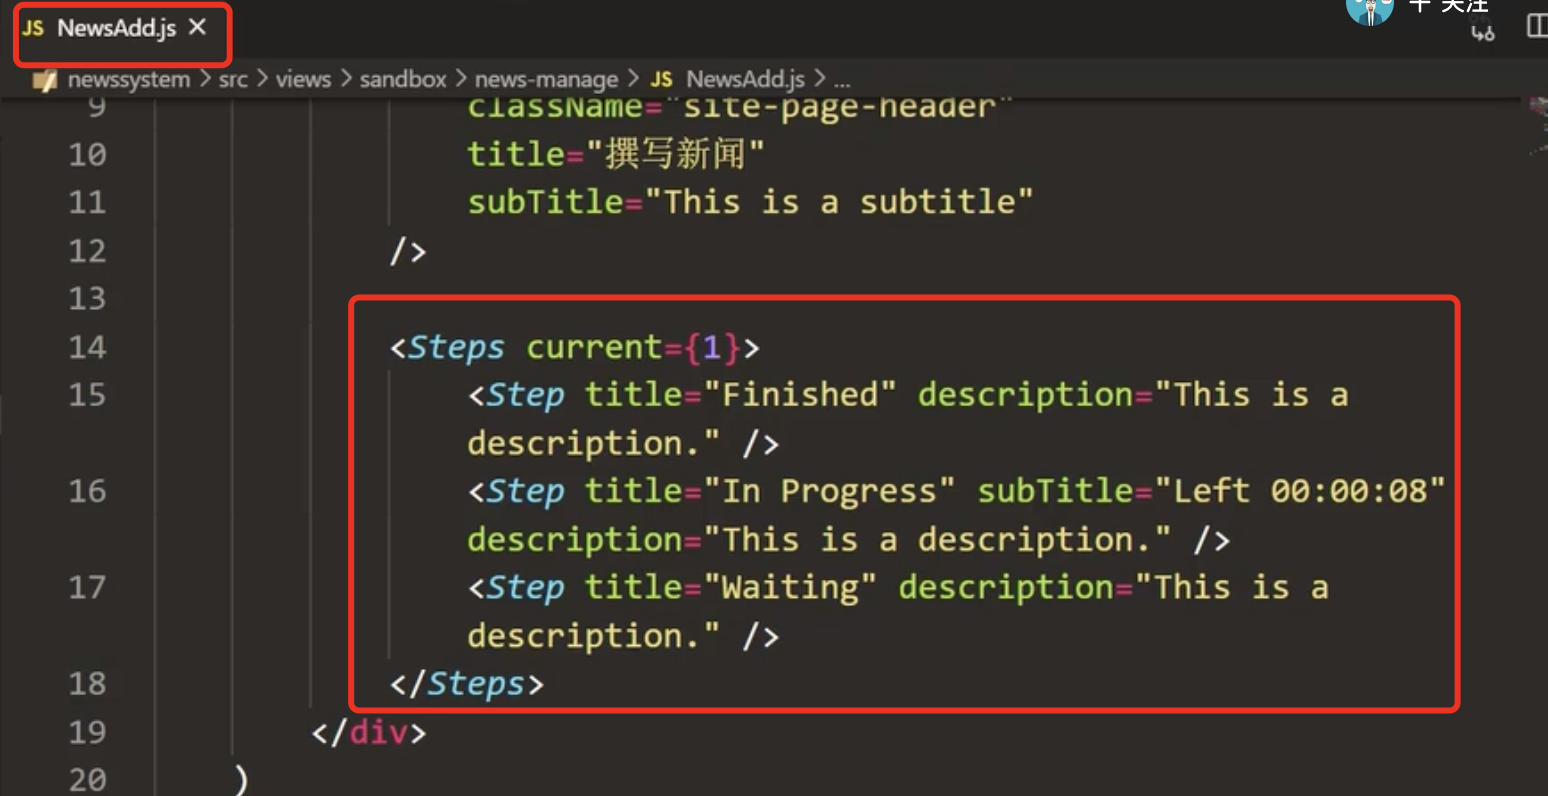 JS NewsAdd.js ×
+ 关注
newssystem > src > views > sandbox > news-manage > JS NewsAdd.js > ...
9 className="site-page-header"
10 title="撰写新闻"
11 subTitle="This is a subtitle"
12 />
13
14 <Steps current={1}>
15 <Step title="Finished" description="This is a
description." />
16 <Step title="In Progress" subTitle="Left 00:00:08"
description="This is a description." />
17 <Step title="Waiting" description="This is a
description." />
18 </Steps>
19 </div>
20 )